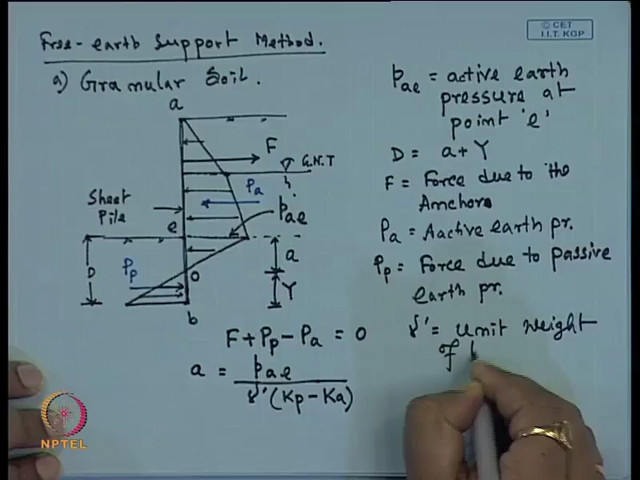 © CET
I.I.T. KGP
Free-earth Support Method.
a) Granular Soil.
a
F
G.W.T
h
Pa
Sheet
Pile
e
pae
D
Pp
o
a
Y
b
F + Pp - Pa = 0
a = pae / γ'(Kp - Ka)
pae = active earth
pressure at
point 'e'
D = a + Y
F = Force due to the
Anchors
Pa = Aactive earth pr.
Pp = Force due to passive
earth pr.
γ' = unit weight
of
NPTEL